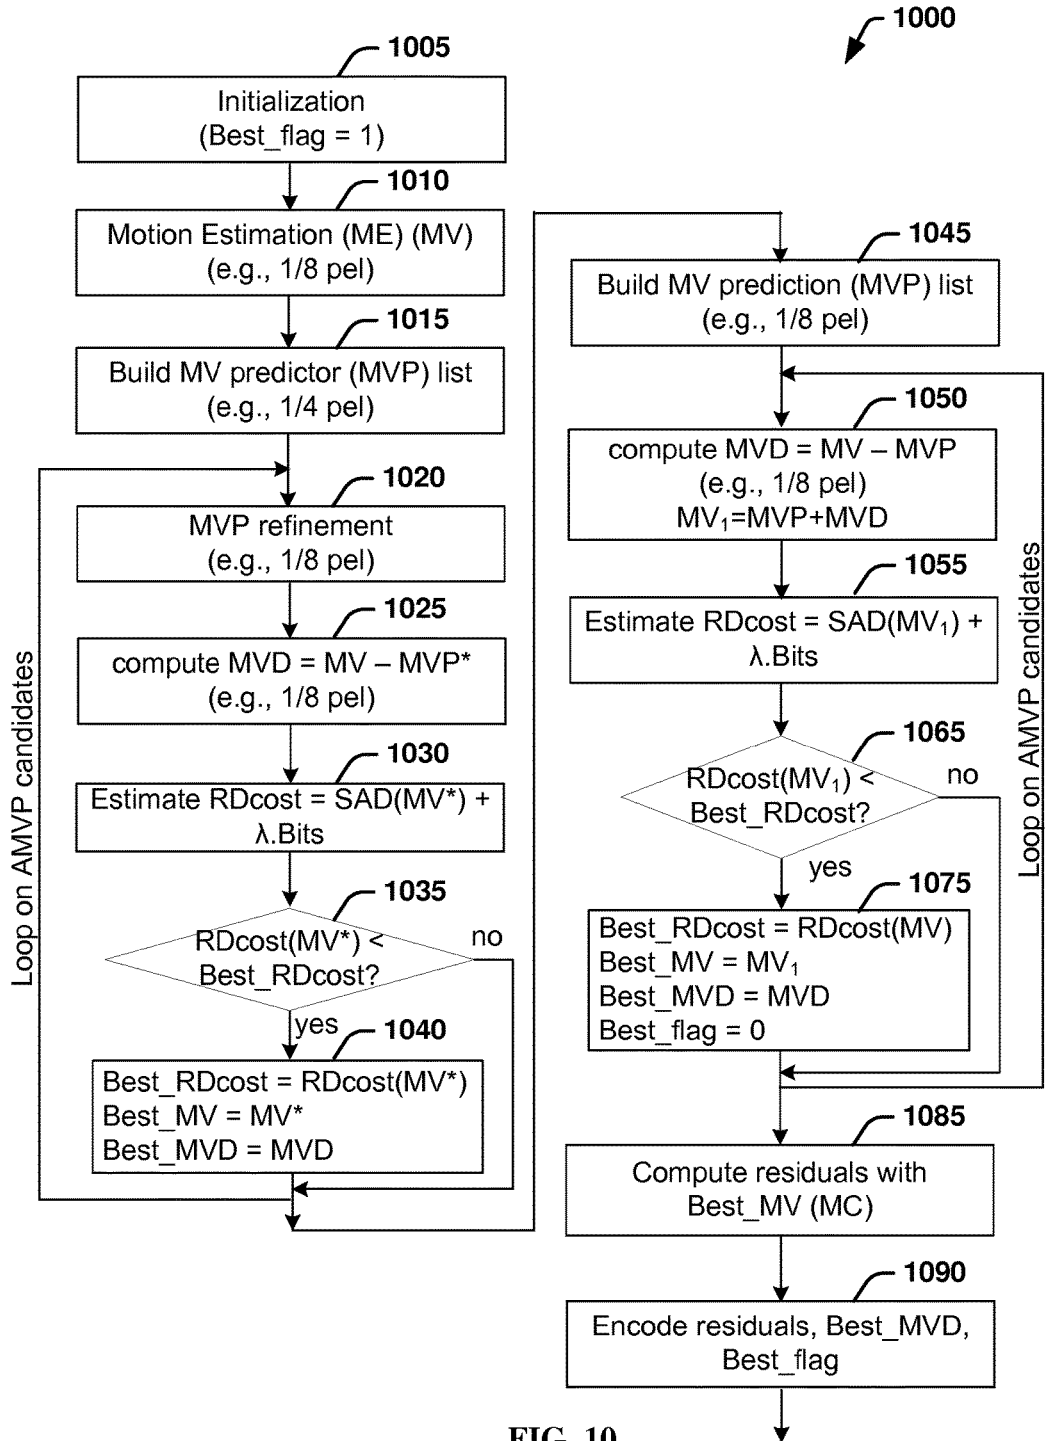 1000
1005
Initialization
(Best_flag = 1)
1010
Motion Estimation (ME) (MV)
(e.g., 1/8 pel)
1015
Build MV predictor (MVP) list
(e.g., 1/4 pel)
1020
MVP refinement
(e.g., 1/8 pel)
1025
compute MVD = MV – MVP*
(e.g., 1/8 pel)
1030
Estimate RDcost = SAD(MV*) +
λ.Bits
1035
RDcost(MV*) <
Best_RDcost?
no
yes
1040
Best_RDcost = RDcost(MV*)
Best_MV = MV*
Best_MVD = MVD
Loop on AMVP candidates
1045
Build MV prediction (MVP) list
(e.g., 1/8 pel)
1050
compute MVD = MV – MVP
(e.g., 1/8 pel)
MV₁=MVP+MVD
1055
Estimate RDcost = SAD(MV₁) +
λ.Bits
1065
RDcost(MV₁) <
Best_RDcost?
no
yes
1075
Best_RDcost = RDcost(MV)
Best_MV = MV₁
Best_MVD = MVD
Best_flag = 0
Loop on AMVP candidates
1085
Compute residuals with
Best_MV (MC)
1090
Encode residuals, Best_MVD,
Best_flag
FIG. 10